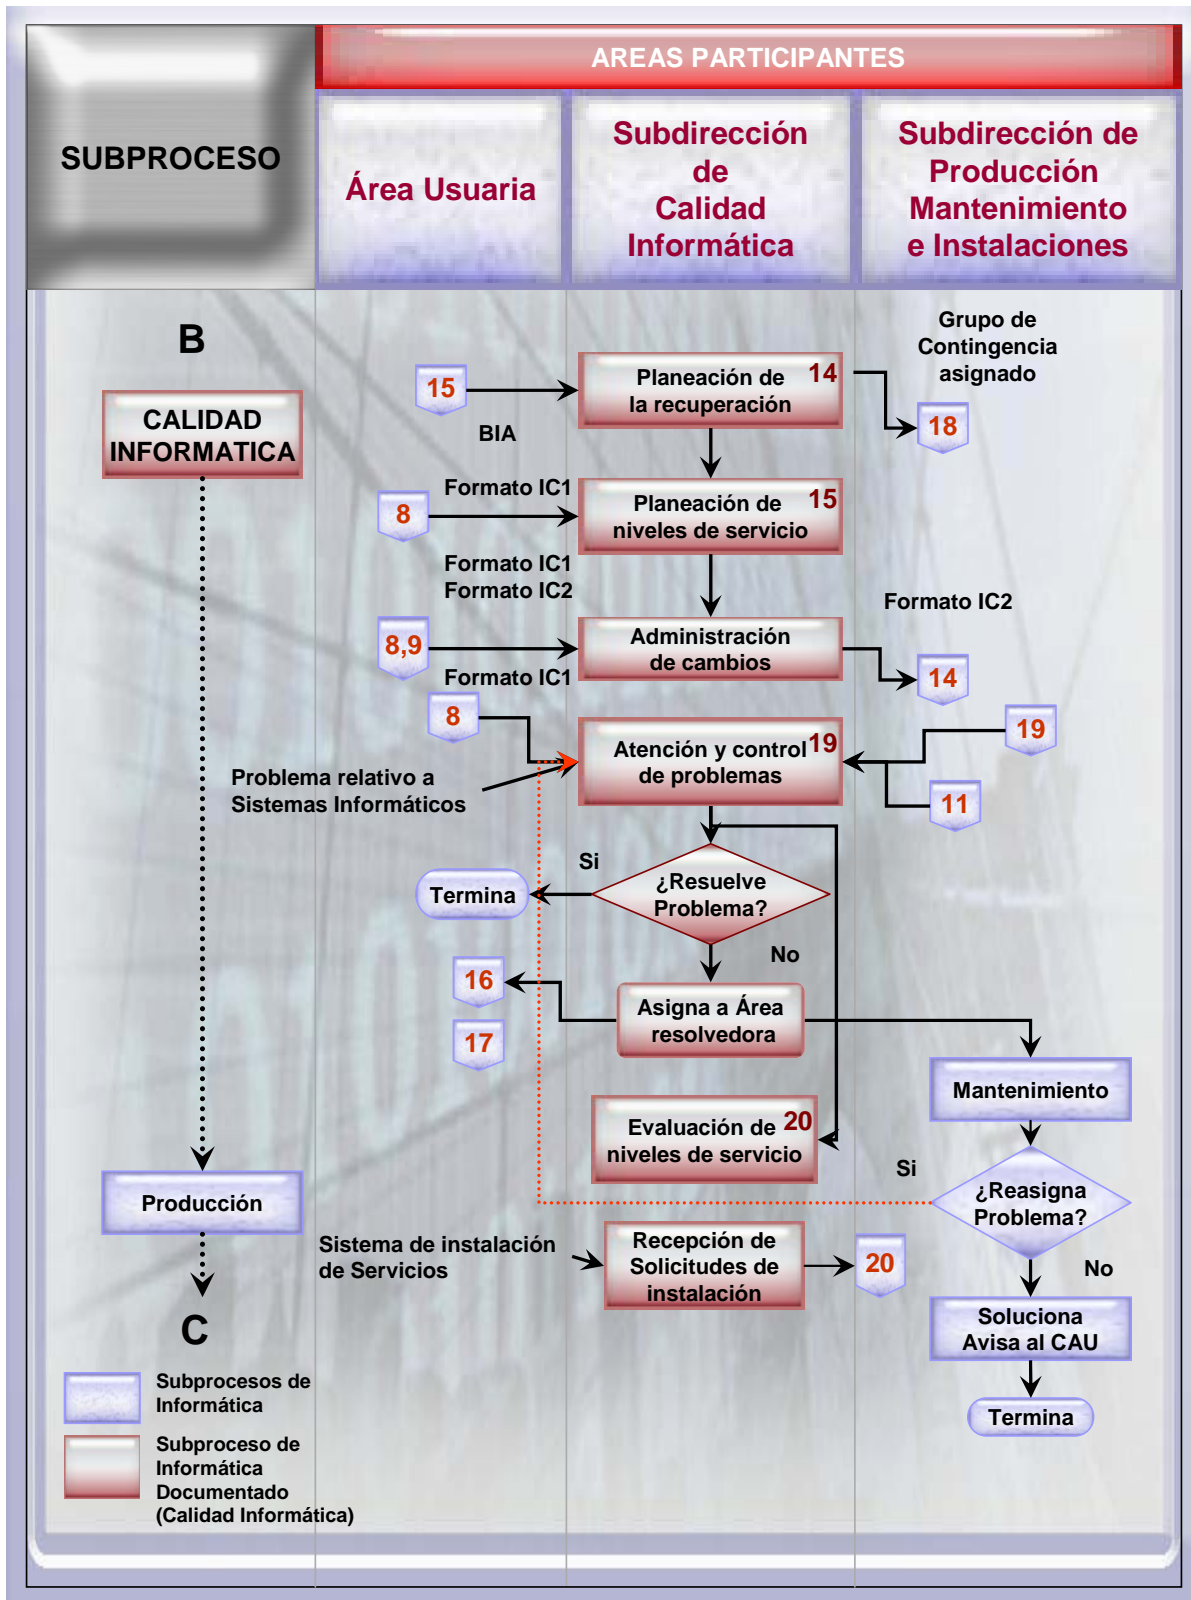 AREAS PARTICIPANTES
SUBPROCESO
Área Usuaria
Subdirección
de
Calidad
Informática
Subdirección de
Producción
Mantenimiento
e Instalaciones
B
CALIDAD
INFORMATICA
Grupo de
Contingencia
asignado
15
BIA
Planeación de
la recuperación
14
18
Formato IC1
8
Planeación de
niveles de servicio
15
Formato IC1
Formato IC2
8,9
Administración
de cambios
Formato IC2
14
Formato IC1
8
Atención y control
de problemas
19
19
11
Problema relativo a
Sistemas Informáticos
Si
¿Resuelve
Problema?
Termina
No
16
17
Asigna a Área
resolvedora
Mantenimiento
Evaluación de
niveles de servicio
20
Si
¿Reasigna
Problema?
Producción
Sistema de instalación
de Servicios
Recepción de
Solicitudes de
instalación
20
No
C
Soluciona
Avisa al CAU
Termina
Subprocesos de
Informática
Subproceso de
Informática
Documentado
(Calidad Informática)